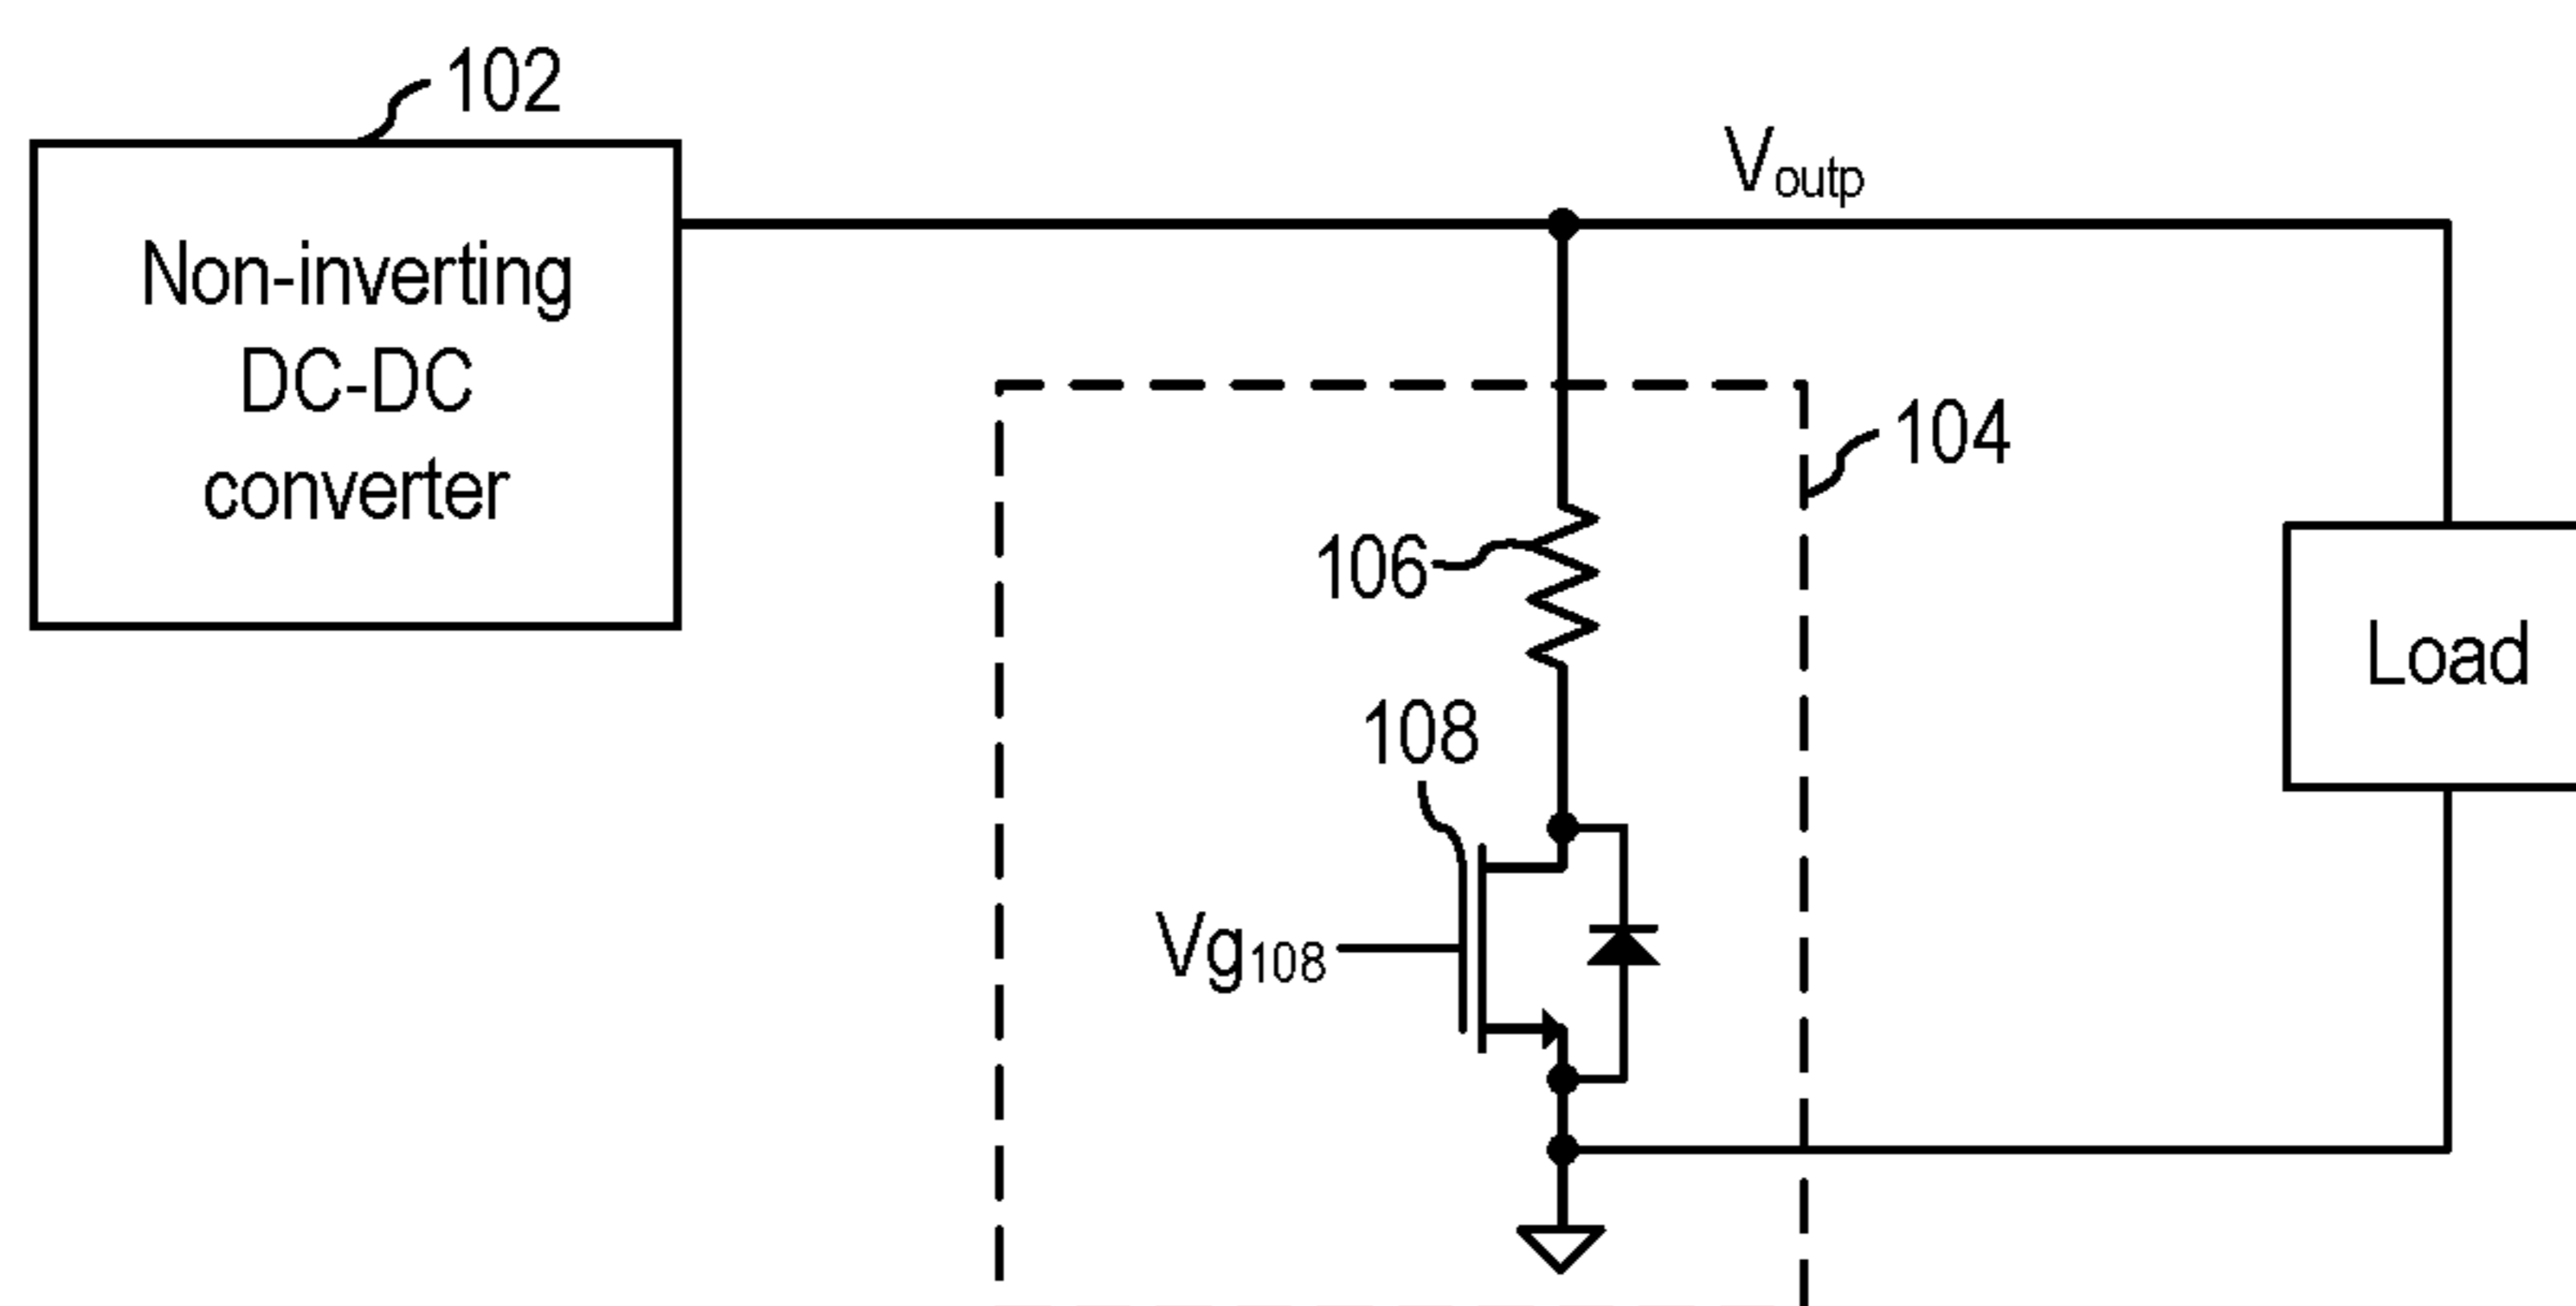 102
Non-inverting
DC-DC
converter
Voutp
104
106
108
Vg108
Load